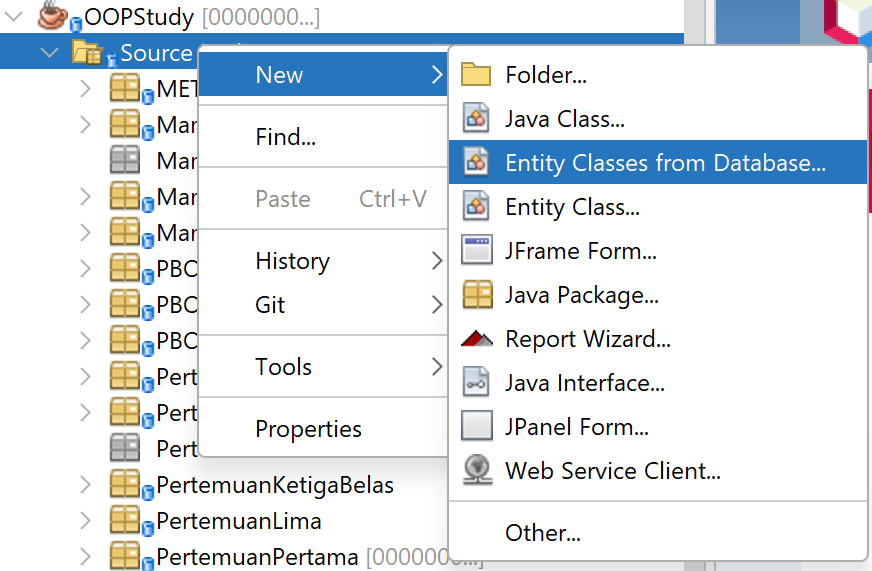 OOPStudy [0000000...]
Source
MET
Mar
Mar
Mar
Mar
PBO
PBO
PBO
Pert
Pert
Pert
PertemuanKetigaBelas
PertemuanLima
PertemuanPertama [0000000...]
New
Find...
Paste Ctrl+V
History
Git
Tools
Properties
Folder...
Java Class...
Entity Classes from Database...
Entity Class...
JFrame Form...
Java Package...
Report Wizard...
Java Interface...
JPanel Form...
Web Service Client...
Other...